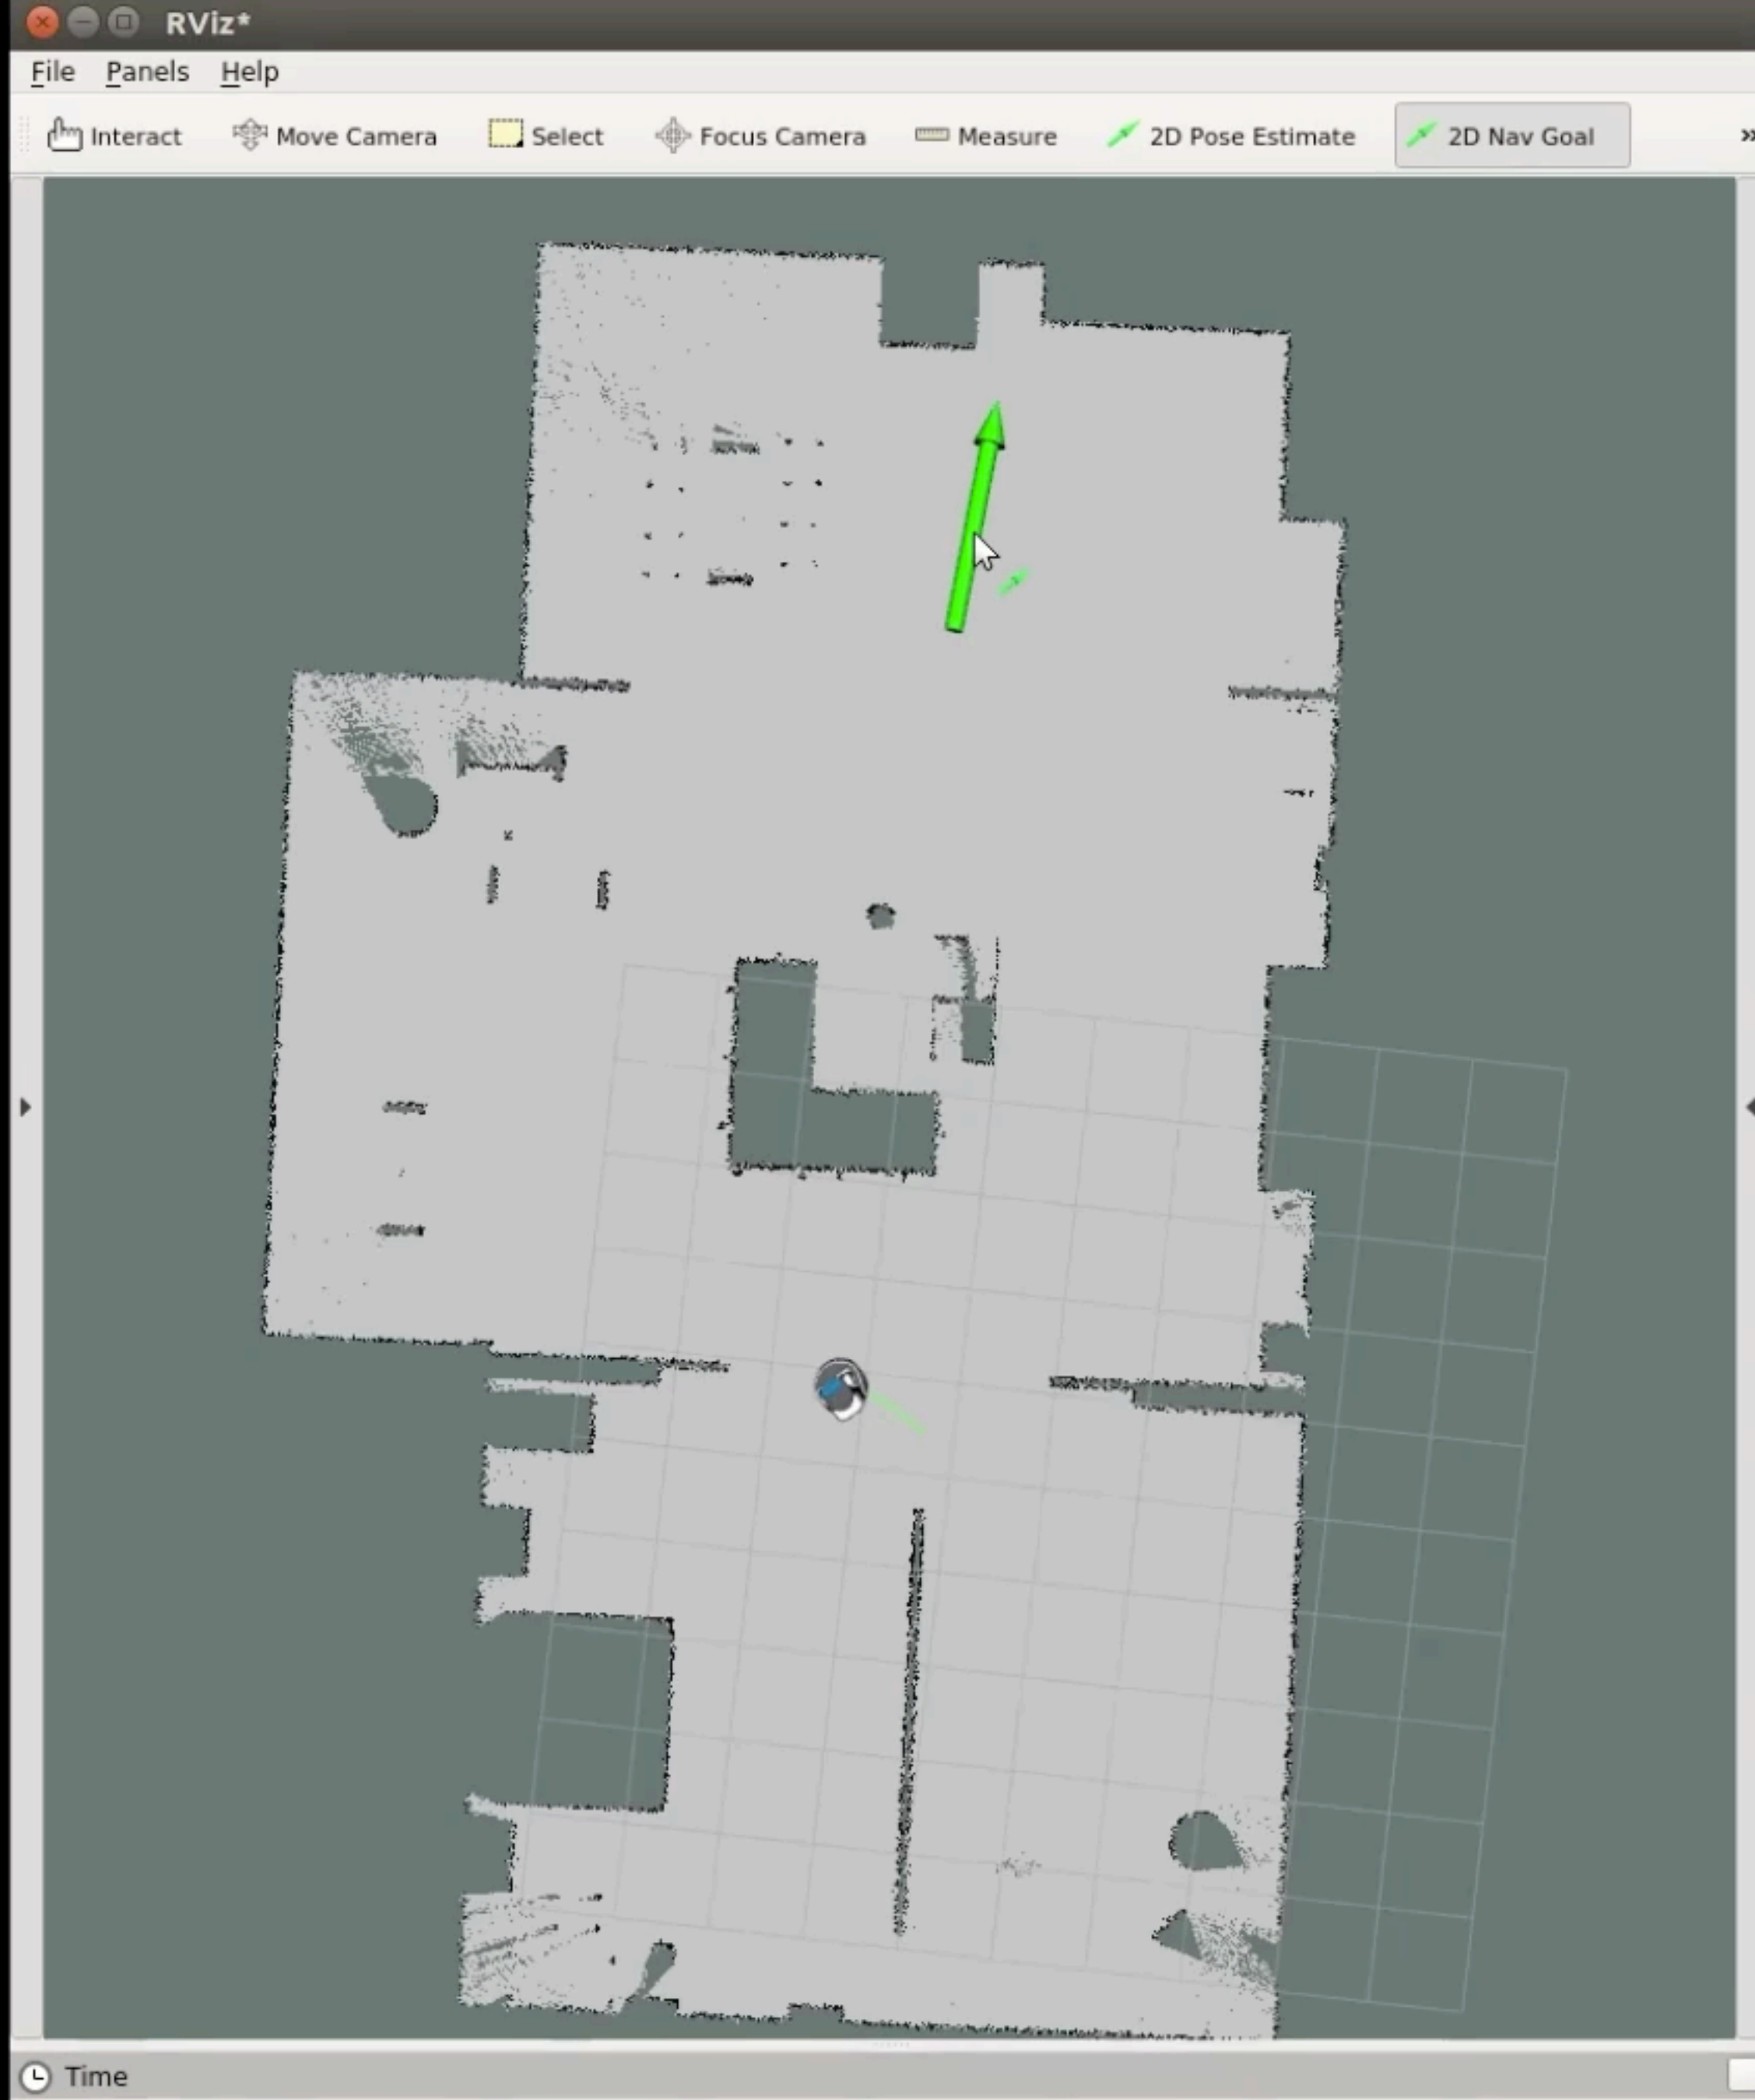 RViz*
File Panels Help
Interact Move Camera Select Focus Camera Measure 2D Pose Estimate 2D Nav Goal »
Time